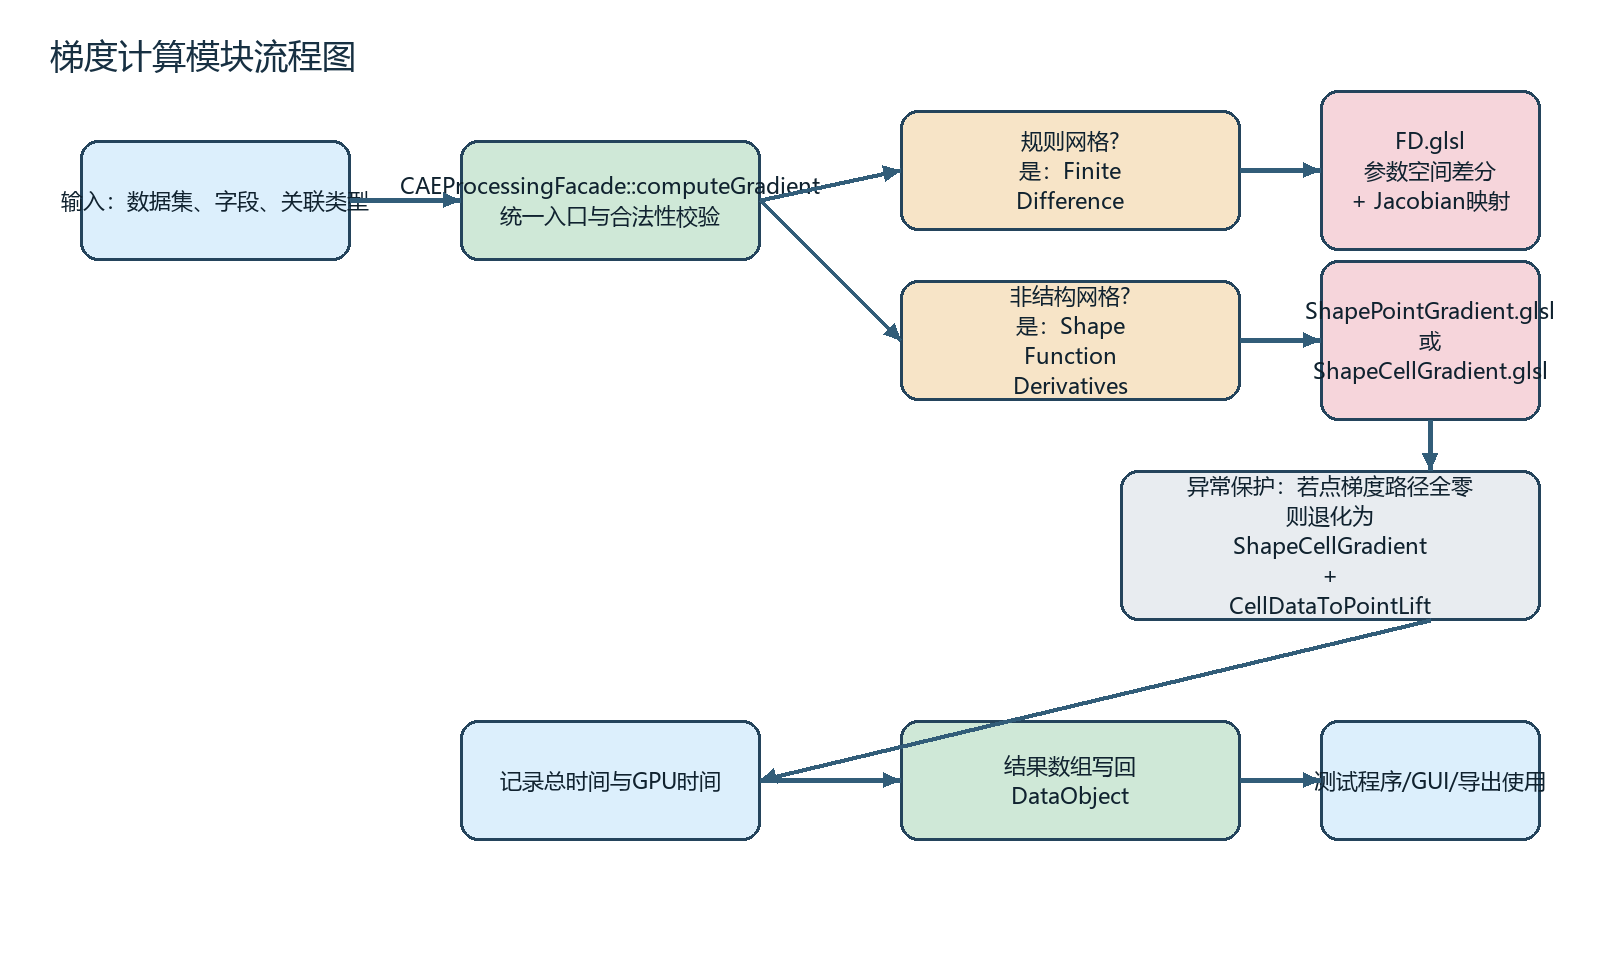 梯度计算模块流程图
输入：数据集、字段、关联类型
CAEProcessingFacade::computeGradient
统一入口与合法性校验
规则网格?
是：Finite
Difference
FD.glsl
参数空间差分
+ Jacobian映射
非结构网格?
是：Shape
Function
Derivatives
ShapePointGradient.glsl
或
ShapeCellGradient.glsl
异常保护：若点梯度路径全零
则退化为
ShapeCellGradient
+
CellDataToPointLift
记录总时间与GPU时间
结果数组写回
DataObject
测试程序/GUI/导出使用